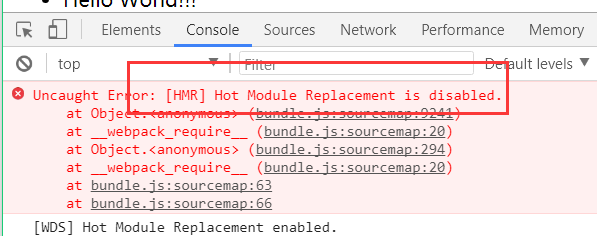 Hello World!!!
Elements Console Sources Network Performance Memory
top Filter Default levels
Uncaught Error: [HMR] Hot Module Replacement is disabled.
at Object.<anonymous> (bundle.js:sourcemap:9241)
at __webpack_require__ (bundle.js:sourcemap:20)
at Object.<anonymous> (bundle.js:sourcemap:294)
at __webpack_require__ (bundle.js:sourcemap:20)
at bundle.js:sourcemap:63
at bundle.js:sourcemap:66
[WDS] Hot Module Replacement enabled.